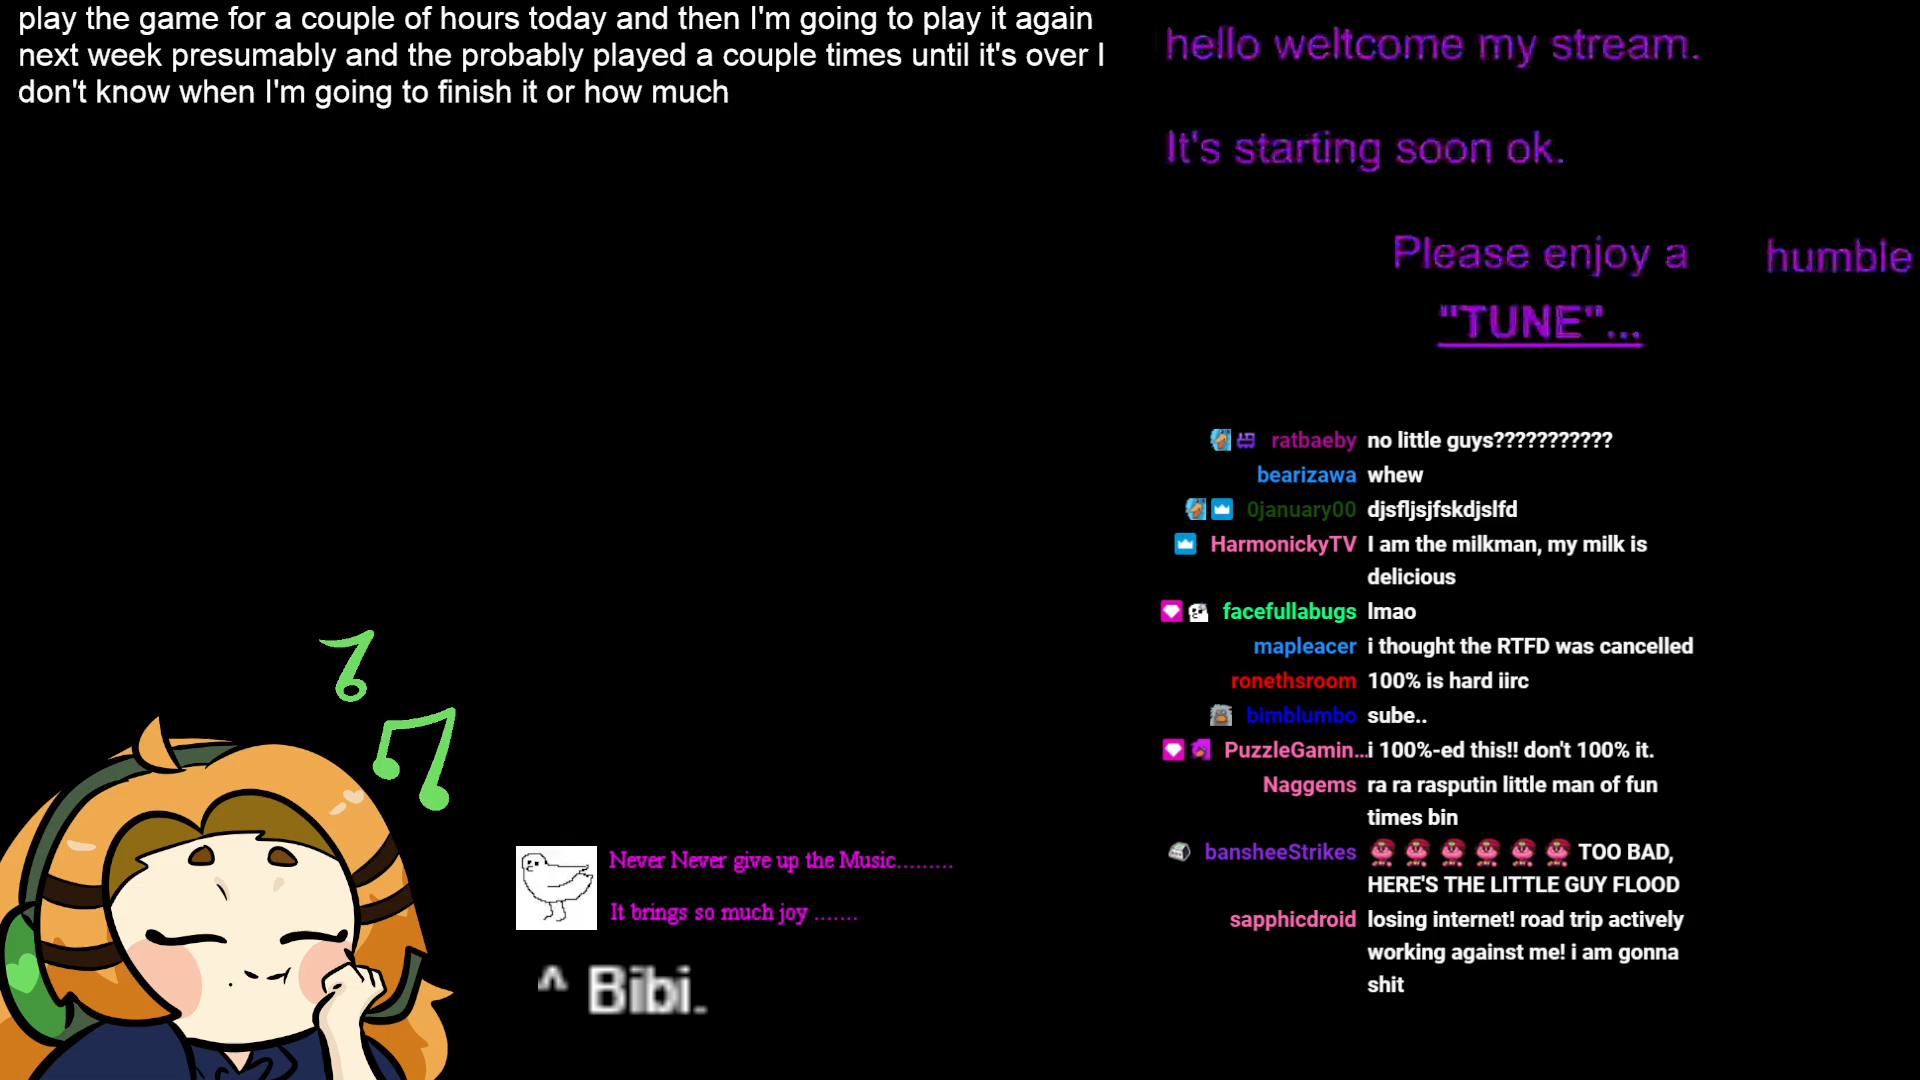 play the game for a couple of hours today and then I'm going to play it again
next week presumably and the probably played a couple times until it's over I
don't know when I'm going to finish it or how much
hello weltcome my stream.
It's starting soon ok.
Please enjoy a humble
"TUNE"...
ratbaeby no little guys???????????
bearizawa whew
0january00 djsfljsjfskdjslfd
HarmonickyTV I am the milkman, my milk is
delicious
facefullabugs lmao
mapleacer i thought the RTFD was cancelled
ronethsroom 100% is hard iirc
bimblumbo sube..
PuzzleGamin... i 100%-ed this!! don't 100% it.
Naggems ra ra rasputin little man of fun
times bin
bansheeStrikes TOO BAD,
HERE'S THE LITTLE GUY FLOOD
sapphicdroid losing internet! road trip actively
working against me! i am gonna
shit
Never Never give up the Music.........
It brings so much joy .......
^ Bibi.